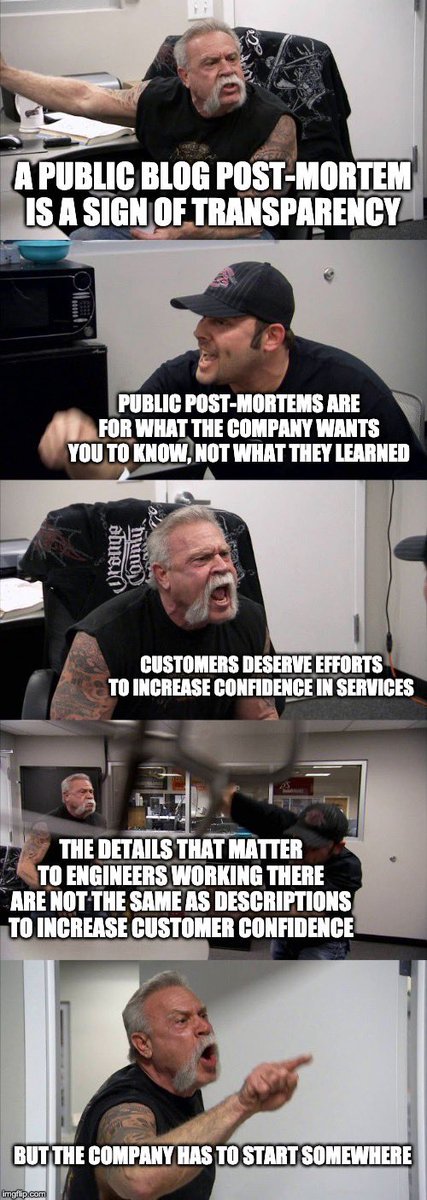 A PUBLIC BLOG POST-MORTEM
IS A SIGN OF TRANSPARENCY
PUBLIC POST-MORTEMS ARE
FOR WHAT THE COMPANY WANTS
YOU TO KNOW, NOT WHAT THEY LEARNED
Orange
County
CUSTOMERS DESERVE EFFORTS
TO INCREASE CONFIDENCE IN SERVICES
THE DETAILS THAT MATTER
TO ENGINEERS WORKING THERE
ARE NOT THE SAME AS DESCRIPTIONS
TO INCREASE CUSTOMER CONFIDENCE
BUT THE COMPANY HAS TO START SOMEWHERE
imgflip.com